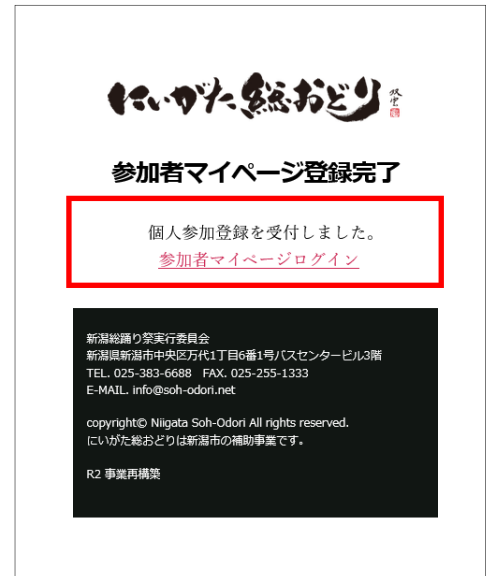 にいがた総おどり
双雲
参加者マイページ登録完了
個人参加登録を受付しました。
参加者マイページログイン
新潟総踊り祭実行委員会
新潟県新潟市中央区万代1丁目6番1号バスセンタービル3階
TEL. 025-383-6688 FAX. 025-255-1333
E-MAIL. info@soh-odori.net
copyright© Niigata Soh-Odori All rights reserved.
にいがた総おどりは新潟市の補助事業です。
R2 事業再構築